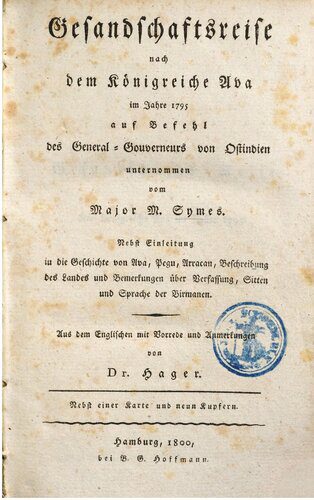 Gesandschaftsreise
nach
dem Königreiche Ava
im Jahre 1795
auf Befehl
des General-Gouverneurs von Ostindien
unternommen
vom
Major M. Symes.
Nebst Einleitung
in die Geschichte von Ava, Pegu, Arracan, Beschreibung
des Landes und Bemerkungen über Verfassung, Sitten
und Sprache der Birmanen.
Aus dem Englischen mit Vorrede und Anmerkungen
von
Dr. Hager.
Nebst einer Karte und neun Kupfern.
Hamburg, 1800,
bei B. G. Hoffmann.